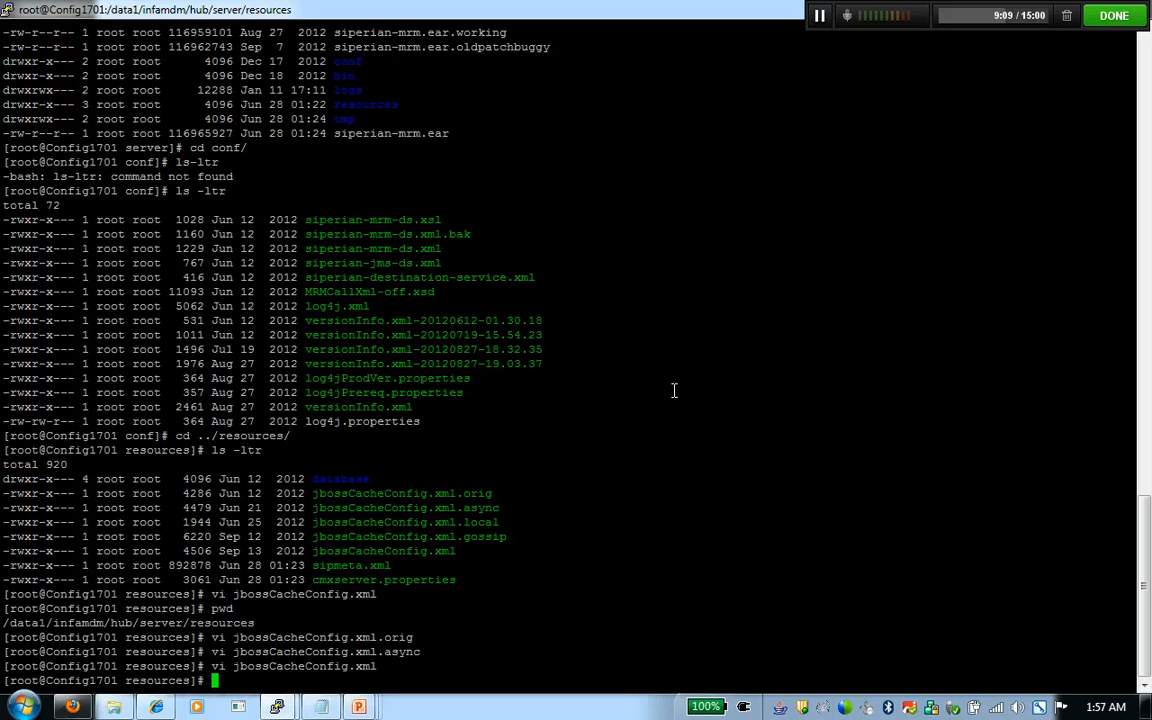 root@Config1701:/data1/infamdm/hub/server/resources
9:09 / 15:00
DONE
-rw-r--r-- 1 root root 116959101 Aug 27  2012 siperian-mrm.ear.working
-rw-r--r-- 1 root root 116962743 Sep  7  2012 siperian-mrm.ear.oldpatchbuggy
drwxr-x--- 2 root root      4096 Dec 17  2012 conf
drwxr-x--- 2 root root      4096 Dec 18  2012 bin
drwxrwx--- 2 root root     12288 Jan 11 17:11 logs
drwxr-x--- 3 root root      4096 Jun 28 01:22 resources
drwxrwx--- 2 root root      4096 Jun 28 01:24 tmp
-rw-r--r-- 1 root root 116965927 Jun 28 01:24 siperian-mrm.ear
[root@Config1701 server]# cd conf/
[root@Config1701 conf]# ls-ltr
-bash: ls-ltr: command not found
[root@Config1701 conf]# ls -ltr
total 72
-rwxr-x--- 1 root root  1028 Jun 12  2012 siperian-mrm-ds.xsl
-rwxr-x--- 1 root root  1160 Jun 12  2012 siperian-mrm-ds.xml.bak
-rwxr-x--- 1 root root  1229 Jun 12  2012 siperian-mrm-ds.xml
-rwxr-x--- 1 root root   767 Jun 12  2012 siperian-jms-ds.xml
-rwxr-x--- 1 root root   416 Jun 12  2012 siperian-destination-service.xml
-rwxr-x--- 1 root root 11093 Jun 12  2012 MRMCallXml-off.xsd
-rwxr-x--- 1 root root  5062 Jun 12  2012 log4j.xml
-rwxr-x--- 1 root root   531 Jun 12  2012 versionInfo.xml-20120612-01.30.18
-rwxr-x--- 1 root root  1011 Jun 12  2012 versionInfo.xml-20120719-15.54.23
-rwxr-x--- 1 root root  1496 Jul 19  2012 versionInfo.xml-20120827-18.32.35
-rwxr-x--- 1 root root  1976 Aug 27  2012 versionInfo.xml-20120827-19.03.37
-rwxr-x--- 1 root root   364 Aug 27  2012 log4jProdVer.properties
-rwxr-x--- 1 root root   357 Aug 27  2012 log4jPrereq.properties
-rwxr-x--- 1 root root  2461 Aug 27  2012 versionInfo.xml
-rw-rw-r-- 1 root root   364 Aug 27  2012 log4j.properties
[root@Config1701 conf]# cd ../resources/
[root@Config1701 resources]# ls -ltr
total 920
drwxr-x--- 4 root root   4096 Jun 12  2012 database
-rwxr-x--- 1 root root   4286 Jun 12  2012 jbossCacheConfig.xml.orig
-rwxr-x--- 1 root root   4479 Jun 21  2012 jbossCacheConfig.xml.async
-rwxr-x--- 1 root root   1944 Jun 25  2012 jbossCacheConfig.xml.local
-rwxr-x--- 1 root root   6220 Sep 12  2012 jbossCacheConfig.xml.gossip
-rwxr-x--- 1 root root   4506 Sep 13  2012 jbossCacheConfig.xml
-rwxr-x--- 1 root root 892878 Jun 28 01:23 sipmeta.xml
-rwxr-x--- 1 root root   3061 Jun 28 01:23 cmxserver.properties
[root@Config1701 resources]# vi jbossCacheConfig.xml
[root@Config1701 resources]# pwd
/data1/infamdm/hub/server/resources
[root@Config1701 resources]# vi jbossCacheConfig.xml.orig
[root@Config1701 resources]# vi jbossCacheConfig.xml.async
[root@Config1701 resources]# vi jbossCacheConfig.xml
[root@Config1701 resources]#
100%
1:57 AM